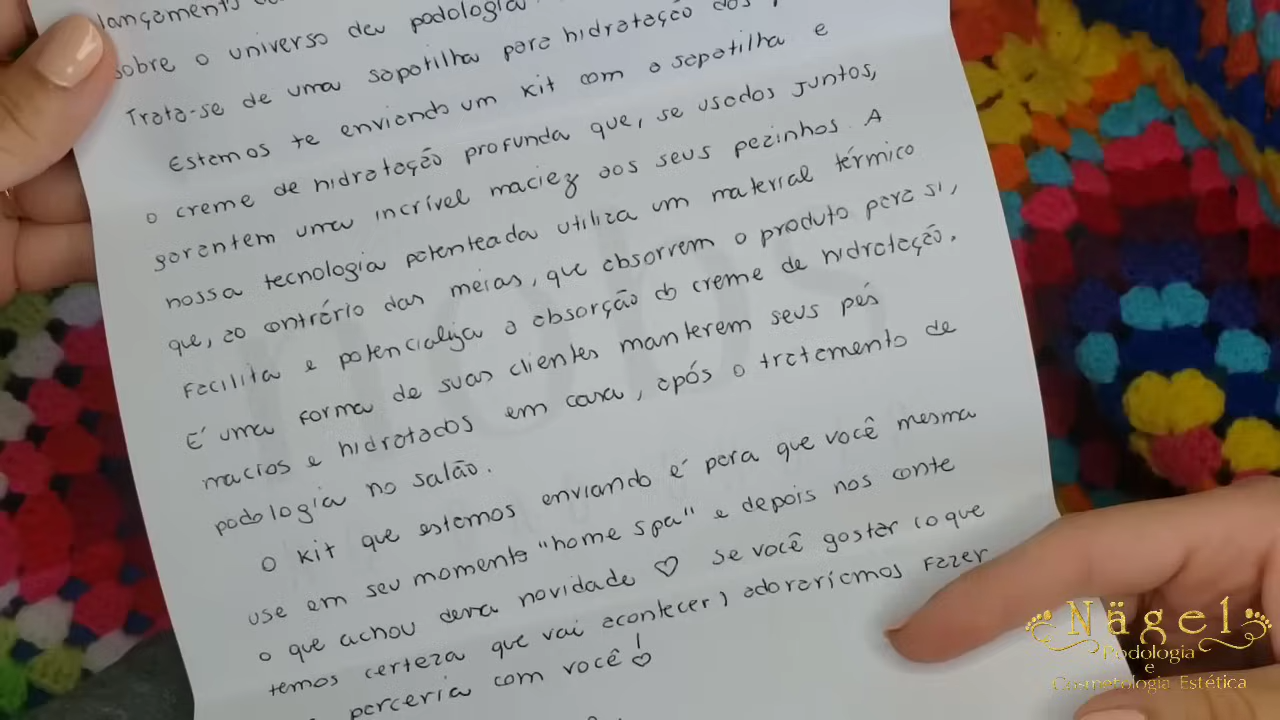 lançamento
sobre o universo deu podologia
Trata-se de uma sapatilha para hidratação dos
Estamos te enviando um kit com a sapatilha e
o creme de hidratação profunda que, se usados juntos,
garantem uma incrível maciez aos seus pezinhos. A
nossa tecnologia patenteada utiliza um material térmico
que, ao contrário das meias, que absorrem o produto para si,
facilita e potencializa a absorção do creme de hidratação.
E' uma forma de suas clientes manterem seus pés
macios e hidratados em casa, após o tratamento de
podologia no salão.
O kit que estamos enviando é para que você mesma
use em seu momento "home spa" e depois nos conte
o que achou dessa novidade ♡ se você gostar (o que
temos certeza que vai acontecer) adoraríamos fazer
parceria com você!
Nägel
Podologia
e
Cosmetologia Estética